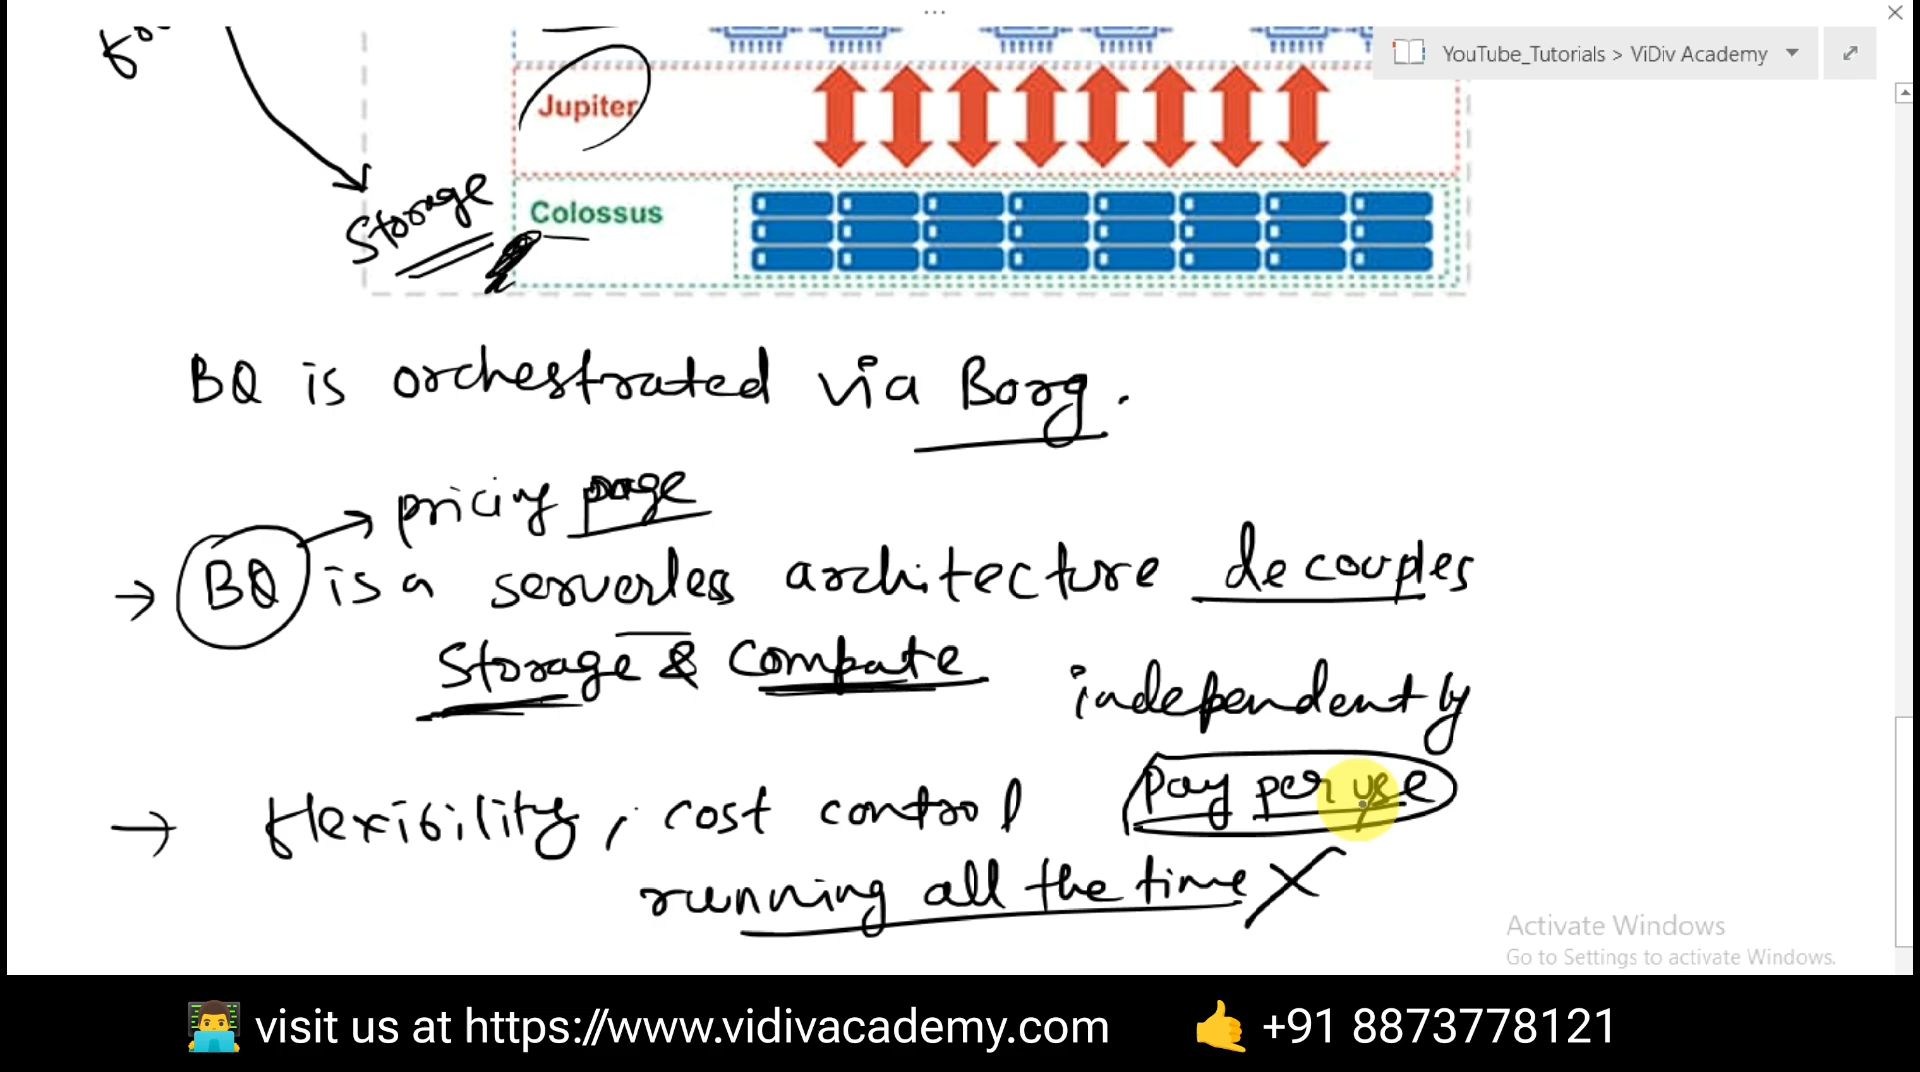 YouTube_Tutorials > ViDiv Academy
Jupiter
Storage
Colossus
BQ is orchestrated via Borg.
pricing page
→ BQ is a serverless architecture decouples
Storage & Compute
independently
→ flexibility, cost control
pay per use
running all the time X
Activate Windows
Go to Settings to activate Windows.
visit us at https://www.vidivacademy.com
+91 8873778121